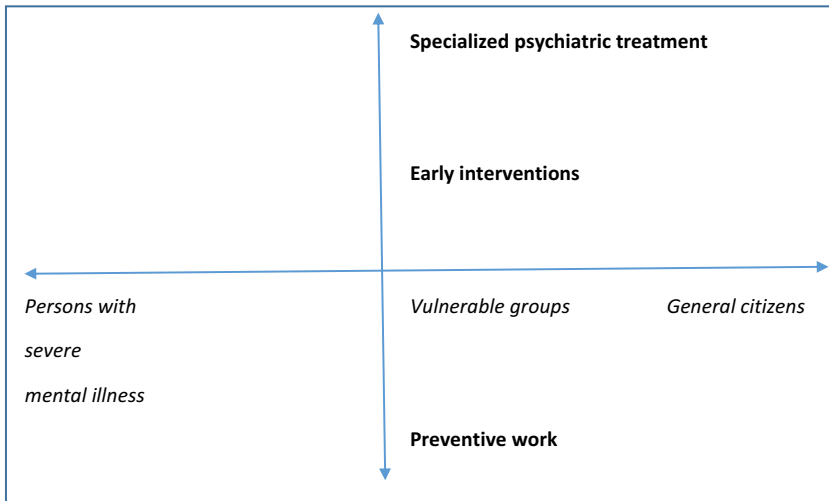 Specialized psychiatric treatment
Early interventions
Persons with
severe
mental illness
Vulnerable groups
General citizens
Preventive work